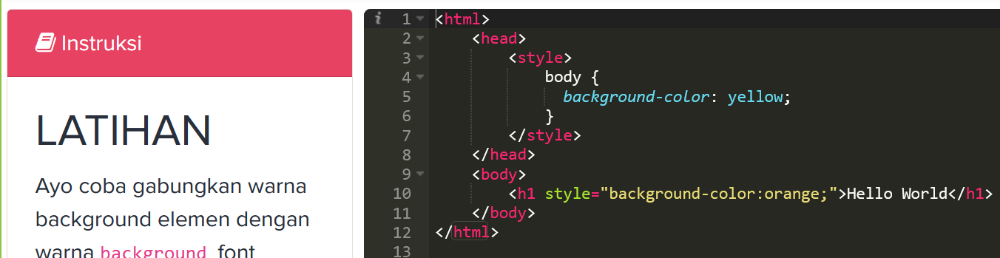 Instruksi
LATIHAN
Ayo coba gabungkan warna
background elemen dengan
warna background font
i 1 <html>
2 <head>
3 <style>
4 body {
5 background-color: yellow;
6 }
7 </style>
8 </head>
9 <body>
10 <h1 style="background-color:orange;">Hello World</h1>
11 </body>
12 </html>
13